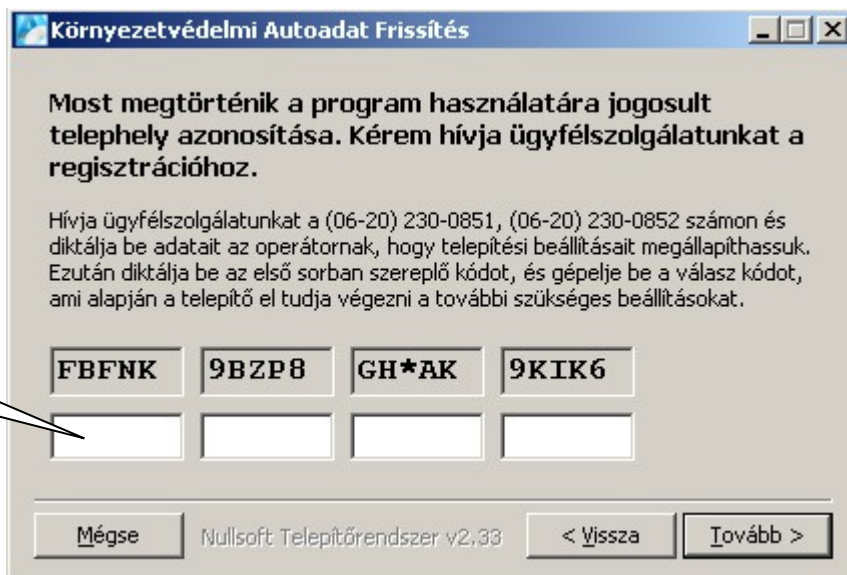 Környezetvédelmi Autoadat Frissítés
Most megtörténik a program használatára jogosult
telephely azonosítása. Kérem hívja ügyfélszolgálatunkat a
regisztrációhoz.
Hívja ügyfélszolgálatunkat a (06-20) 230-0851, (06-20) 230-0852 számon és
diktálja be adatait az operátornak, hogy telepítési beállításait megállapíthassuk.
Ezután diktálja be az első sorban szereplő kódot, és gépelje be a válasz kódot,
ami alapján a telepítő el tudja végezni a további szükséges beállításokat.
FBFNK 9BZP8 GH*AK 9KIK6
Mégse Nullsoft Telepítőrendszer v2.33 < Vissza Tovább >